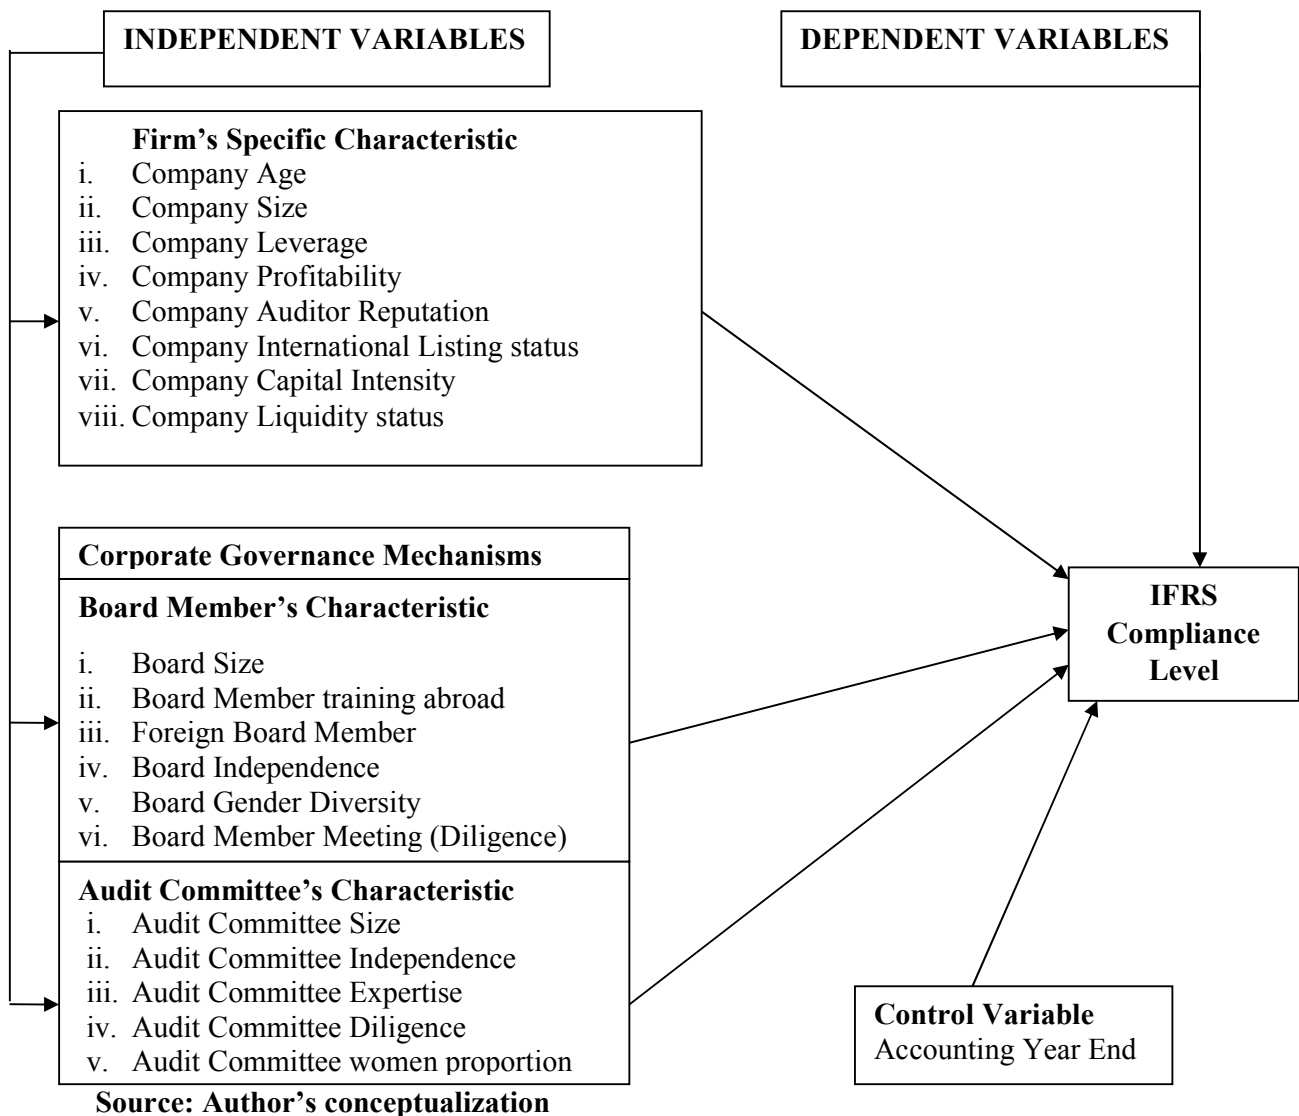 INDEPENDENT VARIABLES
DEPENDENT VARIABLES
Firm's Specific Characteristic
i. Company Age
ii. Company Size
iii. Company Leverage
iv. Company Profitability
v. Company Auditor Reputation
vi. Company International Listing status
vii. Company Capital Intensity
viii. Company Liquidity status
Corporate Governance Mechanisms
Board Member's Characteristic
i. Board Size
ii. Board Member training abroad
iii. Foreign Board Member
iv. Board Independence
v. Board Gender Diversity
vi. Board Member Meeting (Diligence)
Audit Committee's Characteristic
i. Audit Committee Size
ii. Audit Committee Independence
iii. Audit Committee Expertise
iv. Audit Committee Diligence
v. Audit Committee women proportion
IFRS
Compliance
Level
Control Variable
Accounting Year End
Source: Author's conceptualization